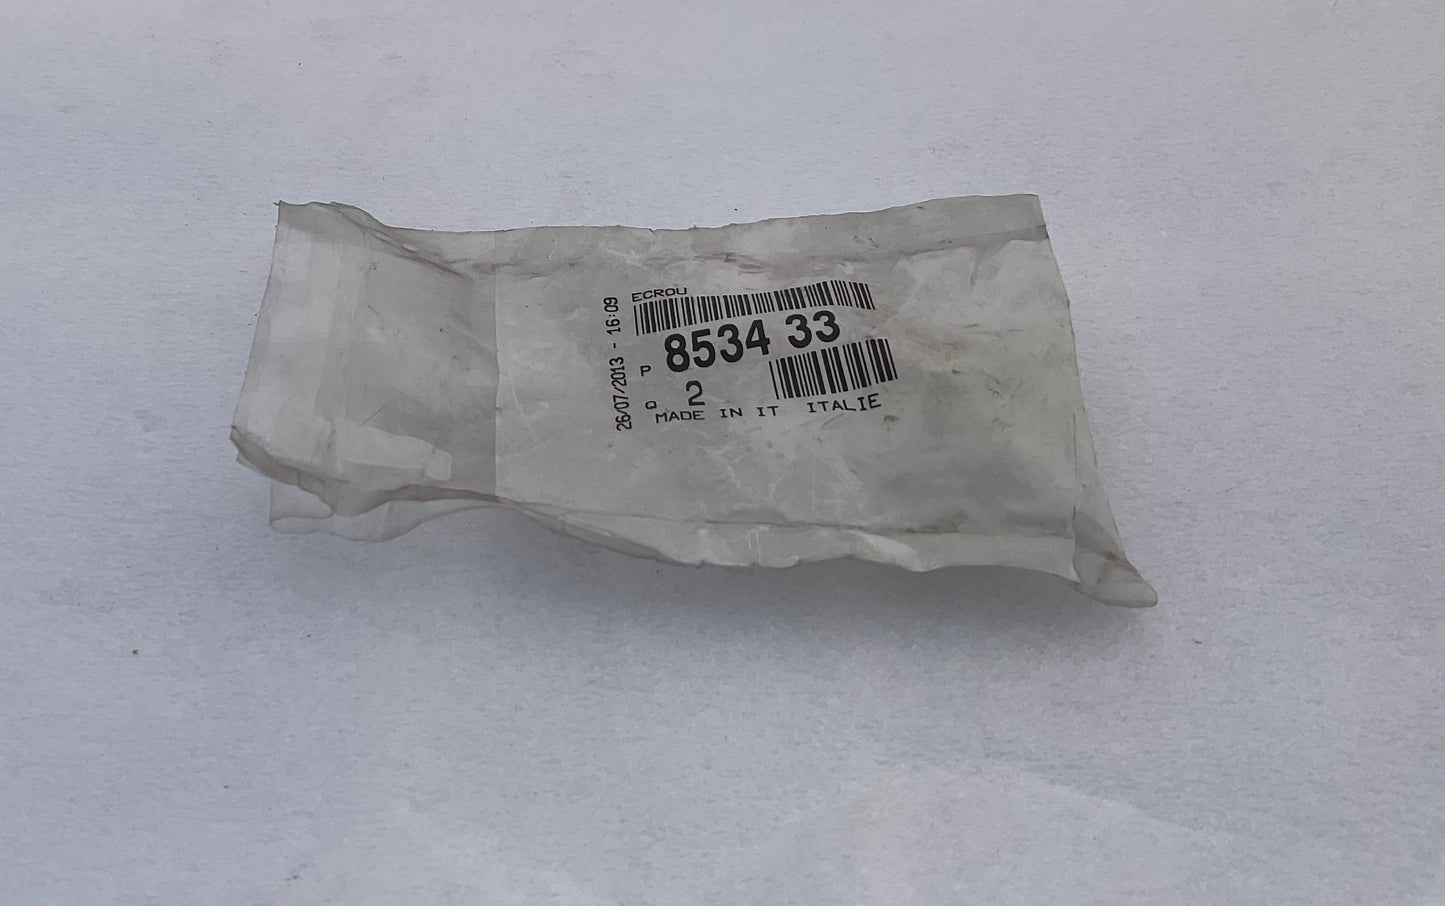 ECROU
P 8534 33
Q 2
MADE IN IT ITALIE
26/07/2013 - 16:09